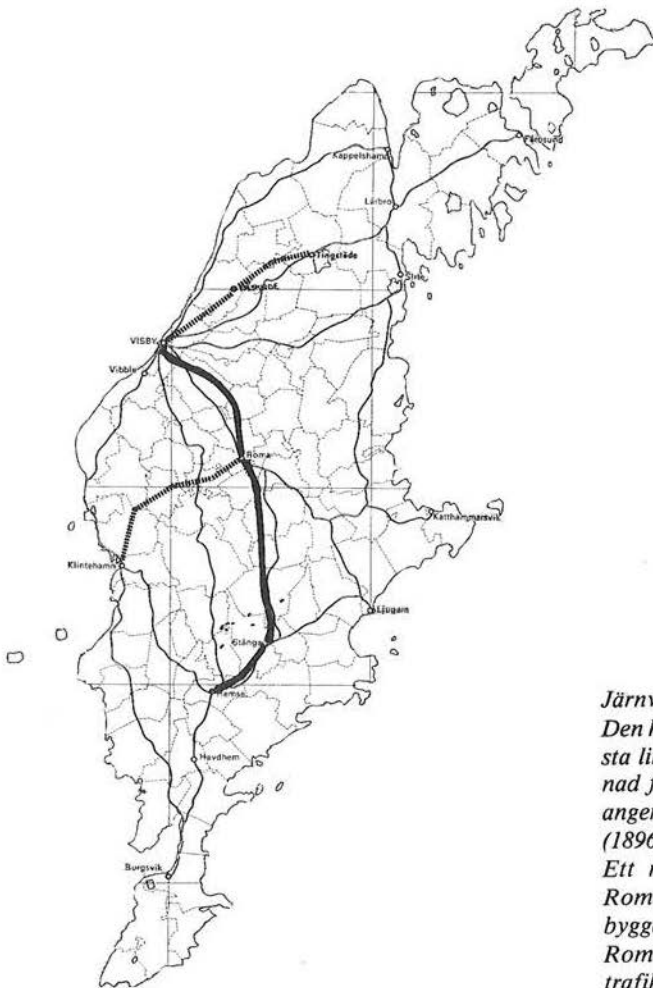 Fårösund
Kappelshamn
Lärbro
Tingstäde
Slite
VISBY
Vibble
Roma
Katthammarsvik
Klintehamn
Ljugarn
Stånga
Hemse
Havdhem
Burgsvik
Järnv
Den h
sta li
nad f
anger
(1896
Ett n
Rom
bygge
Rom
trafik